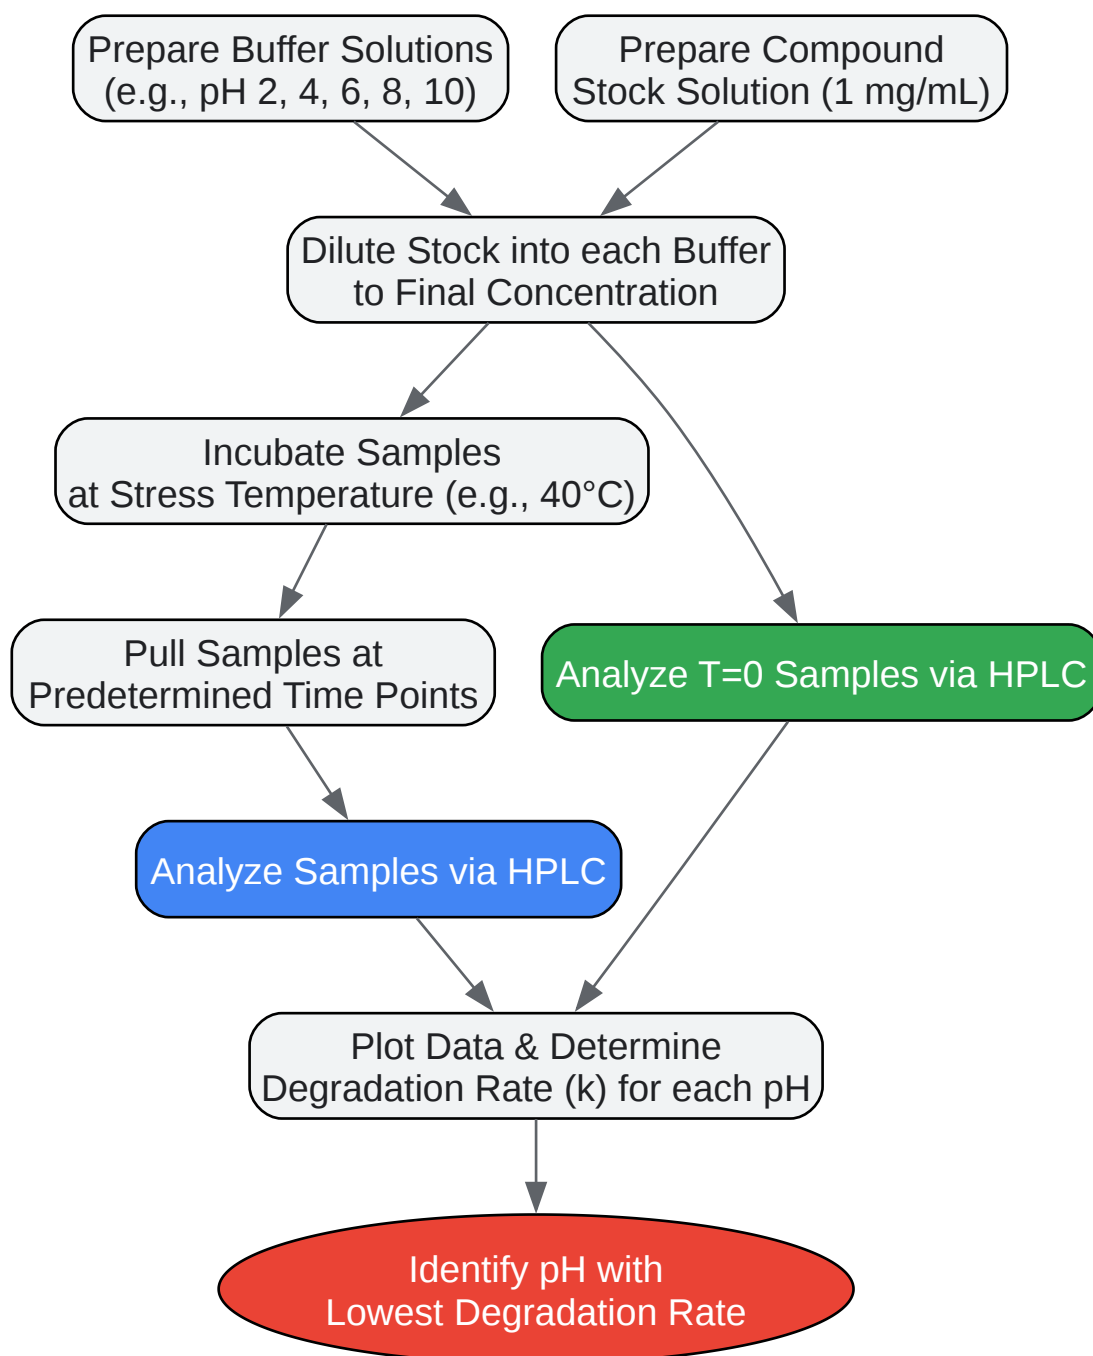 Prepare Buffer Solutions
(e.g., pH 2, 4, 6, 8, 10)
Prepare Compound
Stock Solution (1 mg/mL)
Dilute Stock into each Buffer
to Final Concentration
Incubate Samples
at Stress Temperature (e.g., 40°C)
Pull Samples at
Predetermined Time Points
Analyze T=0 Samples via HPLC
Analyze Samples via HPLC
Plot Data & Determine
Degradation Rate (k) for each pH
Identify pH with
Lowest Degradation Rate